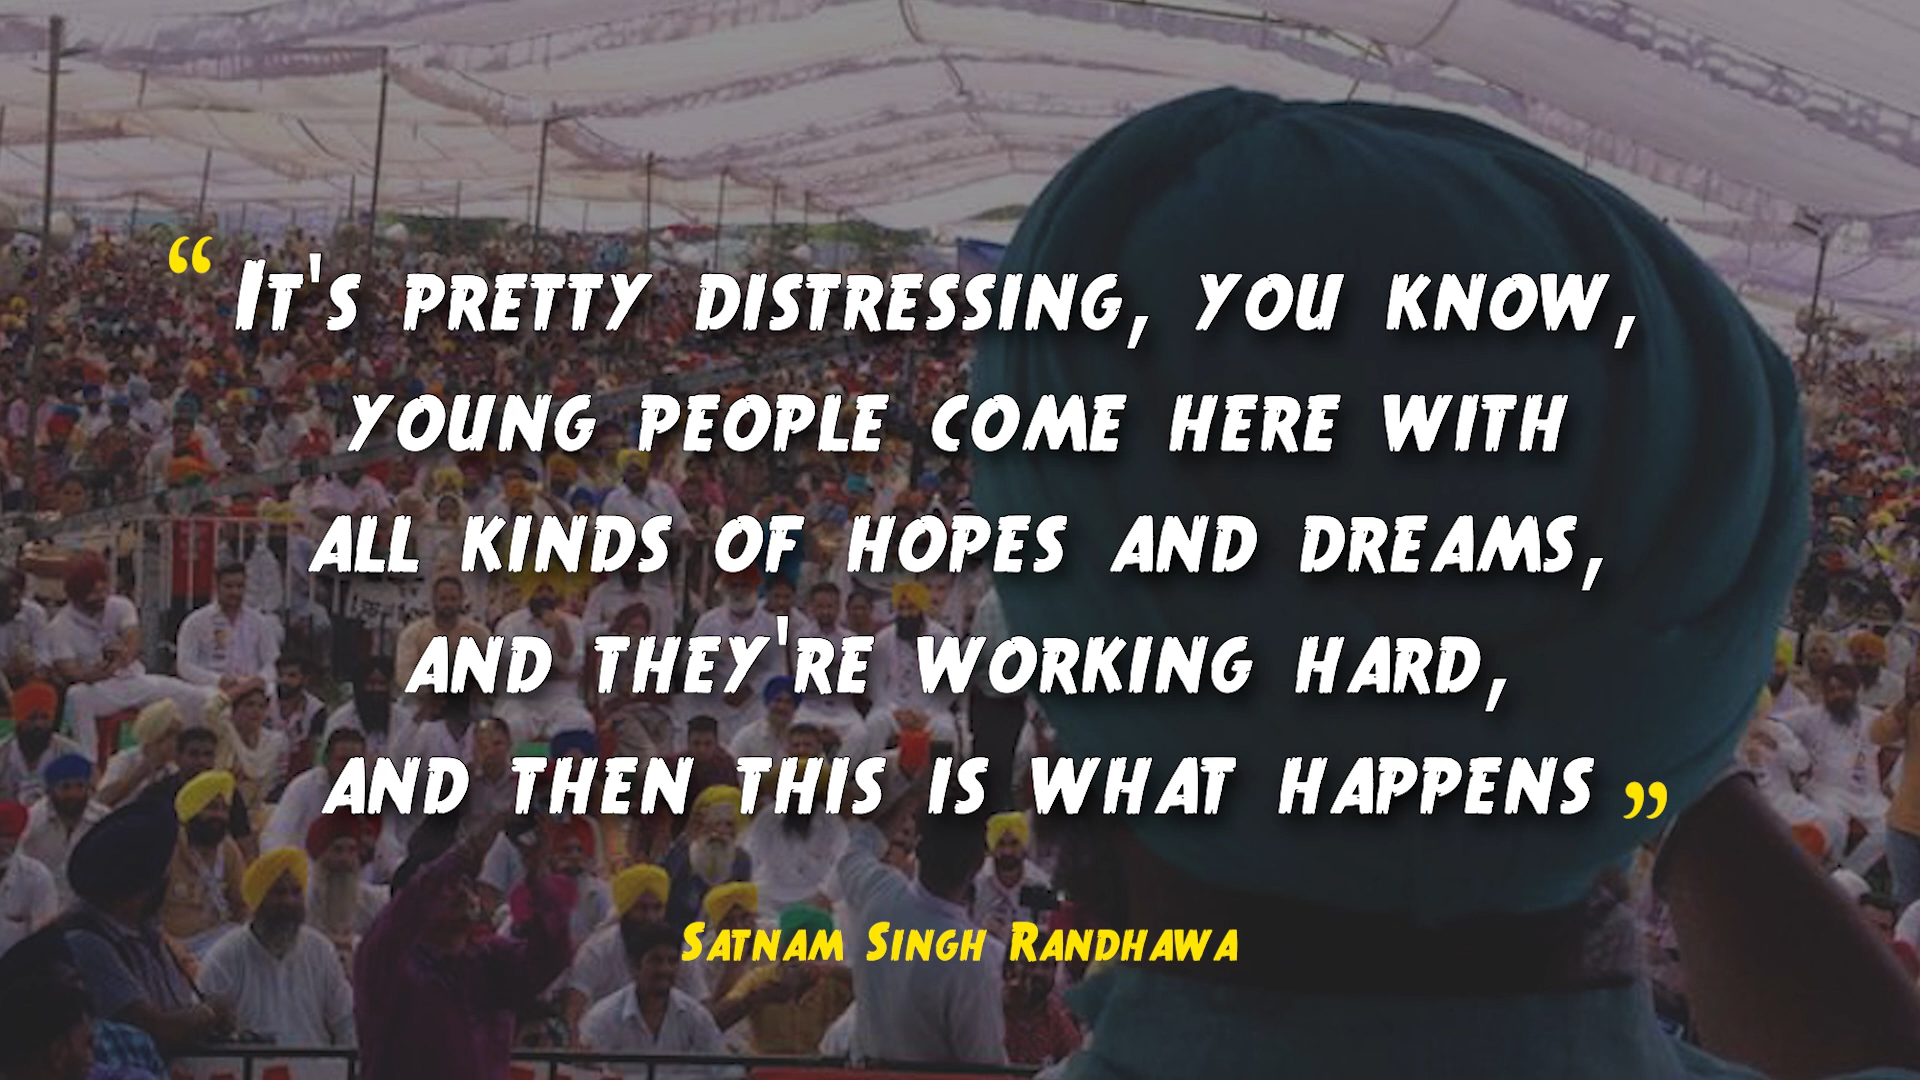 “ It's pretty distressing, you know,
young people come here with
all kinds of hopes and dreams,
and they're working hard,
and then this is what happens ”
Satnam Singh Randhawa